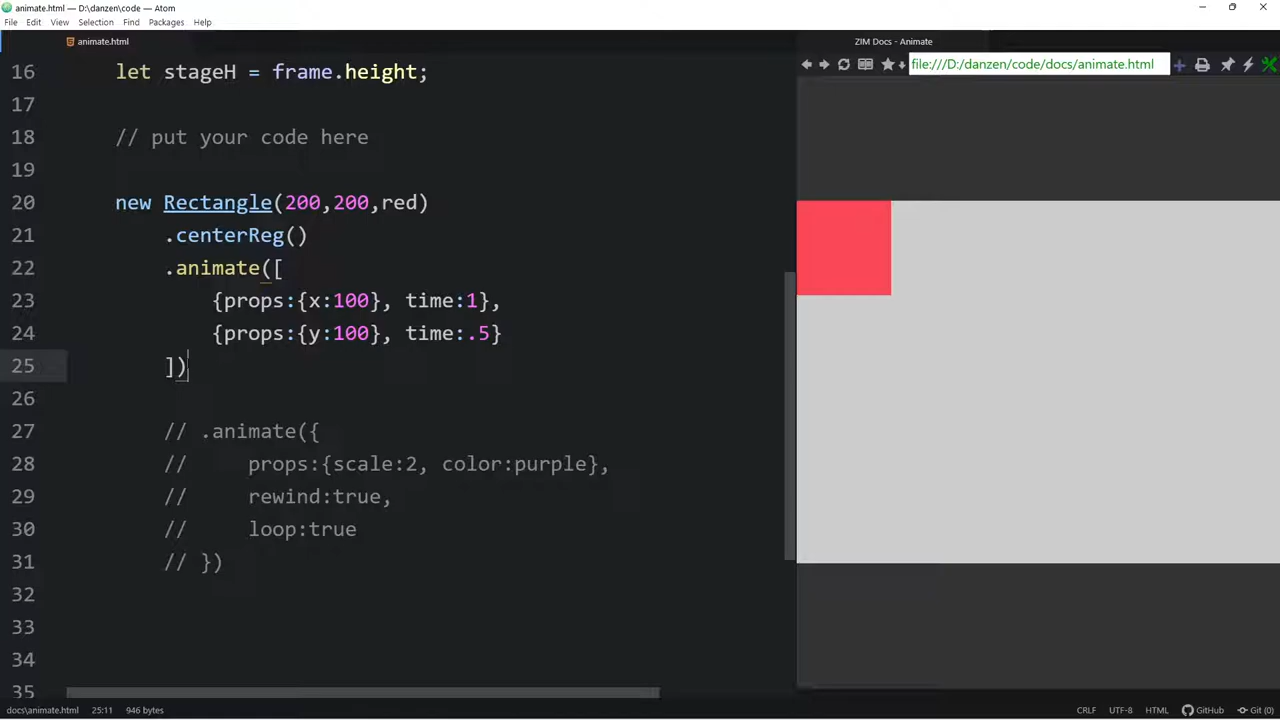 animate.html — D:\danzen\code — Atom
File Edit View Selection Find Packages Help
animate.html
ZIM Docs - Animate
file:///D:/danzen/code/docs/animate.html
16 let stageH = frame.height;
17
18 // put your code here
19
20 new Rectangle(200,200,red)
21 .centerReg()
22 .animate([
23 {props:{x:100}, time:1},
24 {props:{y:100}, time:.5}
25 ])
26
27 // .animate({
28 // props:{scale:2, color:purple},
29 // rewind:true,
30 // loop:true
31 // })
32
33
34
35
docs\animate.html 25:11 946 bytes CRLF UTF-8 HTML GitHub Git (0)